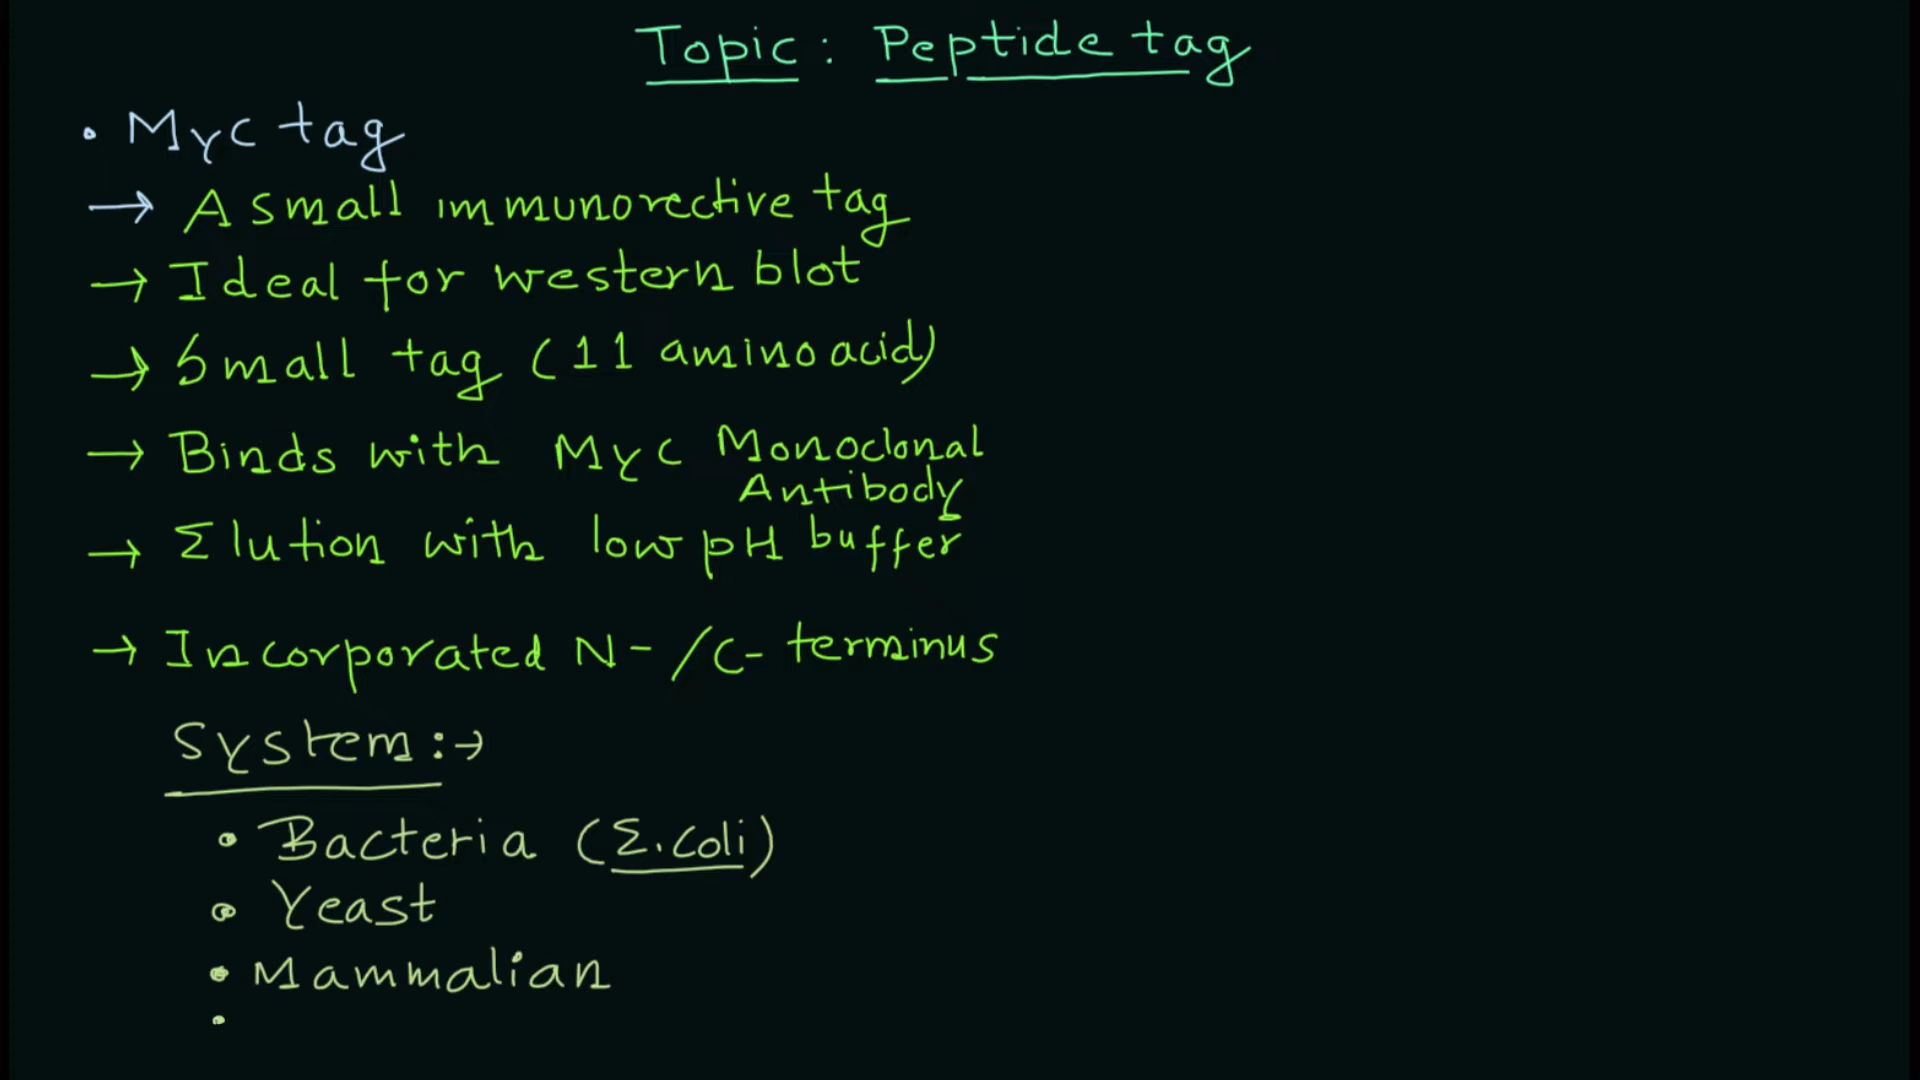 Topic: Peptide tag
• Myc tag
→ A small immunorective tag
→ Ideal for western blot
→ Small tag (11 amino acid)
→ Binds with Myc Monoclonal
Antibody
→ Elution with low pH buffer
→ Incorporated N-/C- terminus
System:→
• Bacteria (E.coli)
• Yeast
• Mammalian
•